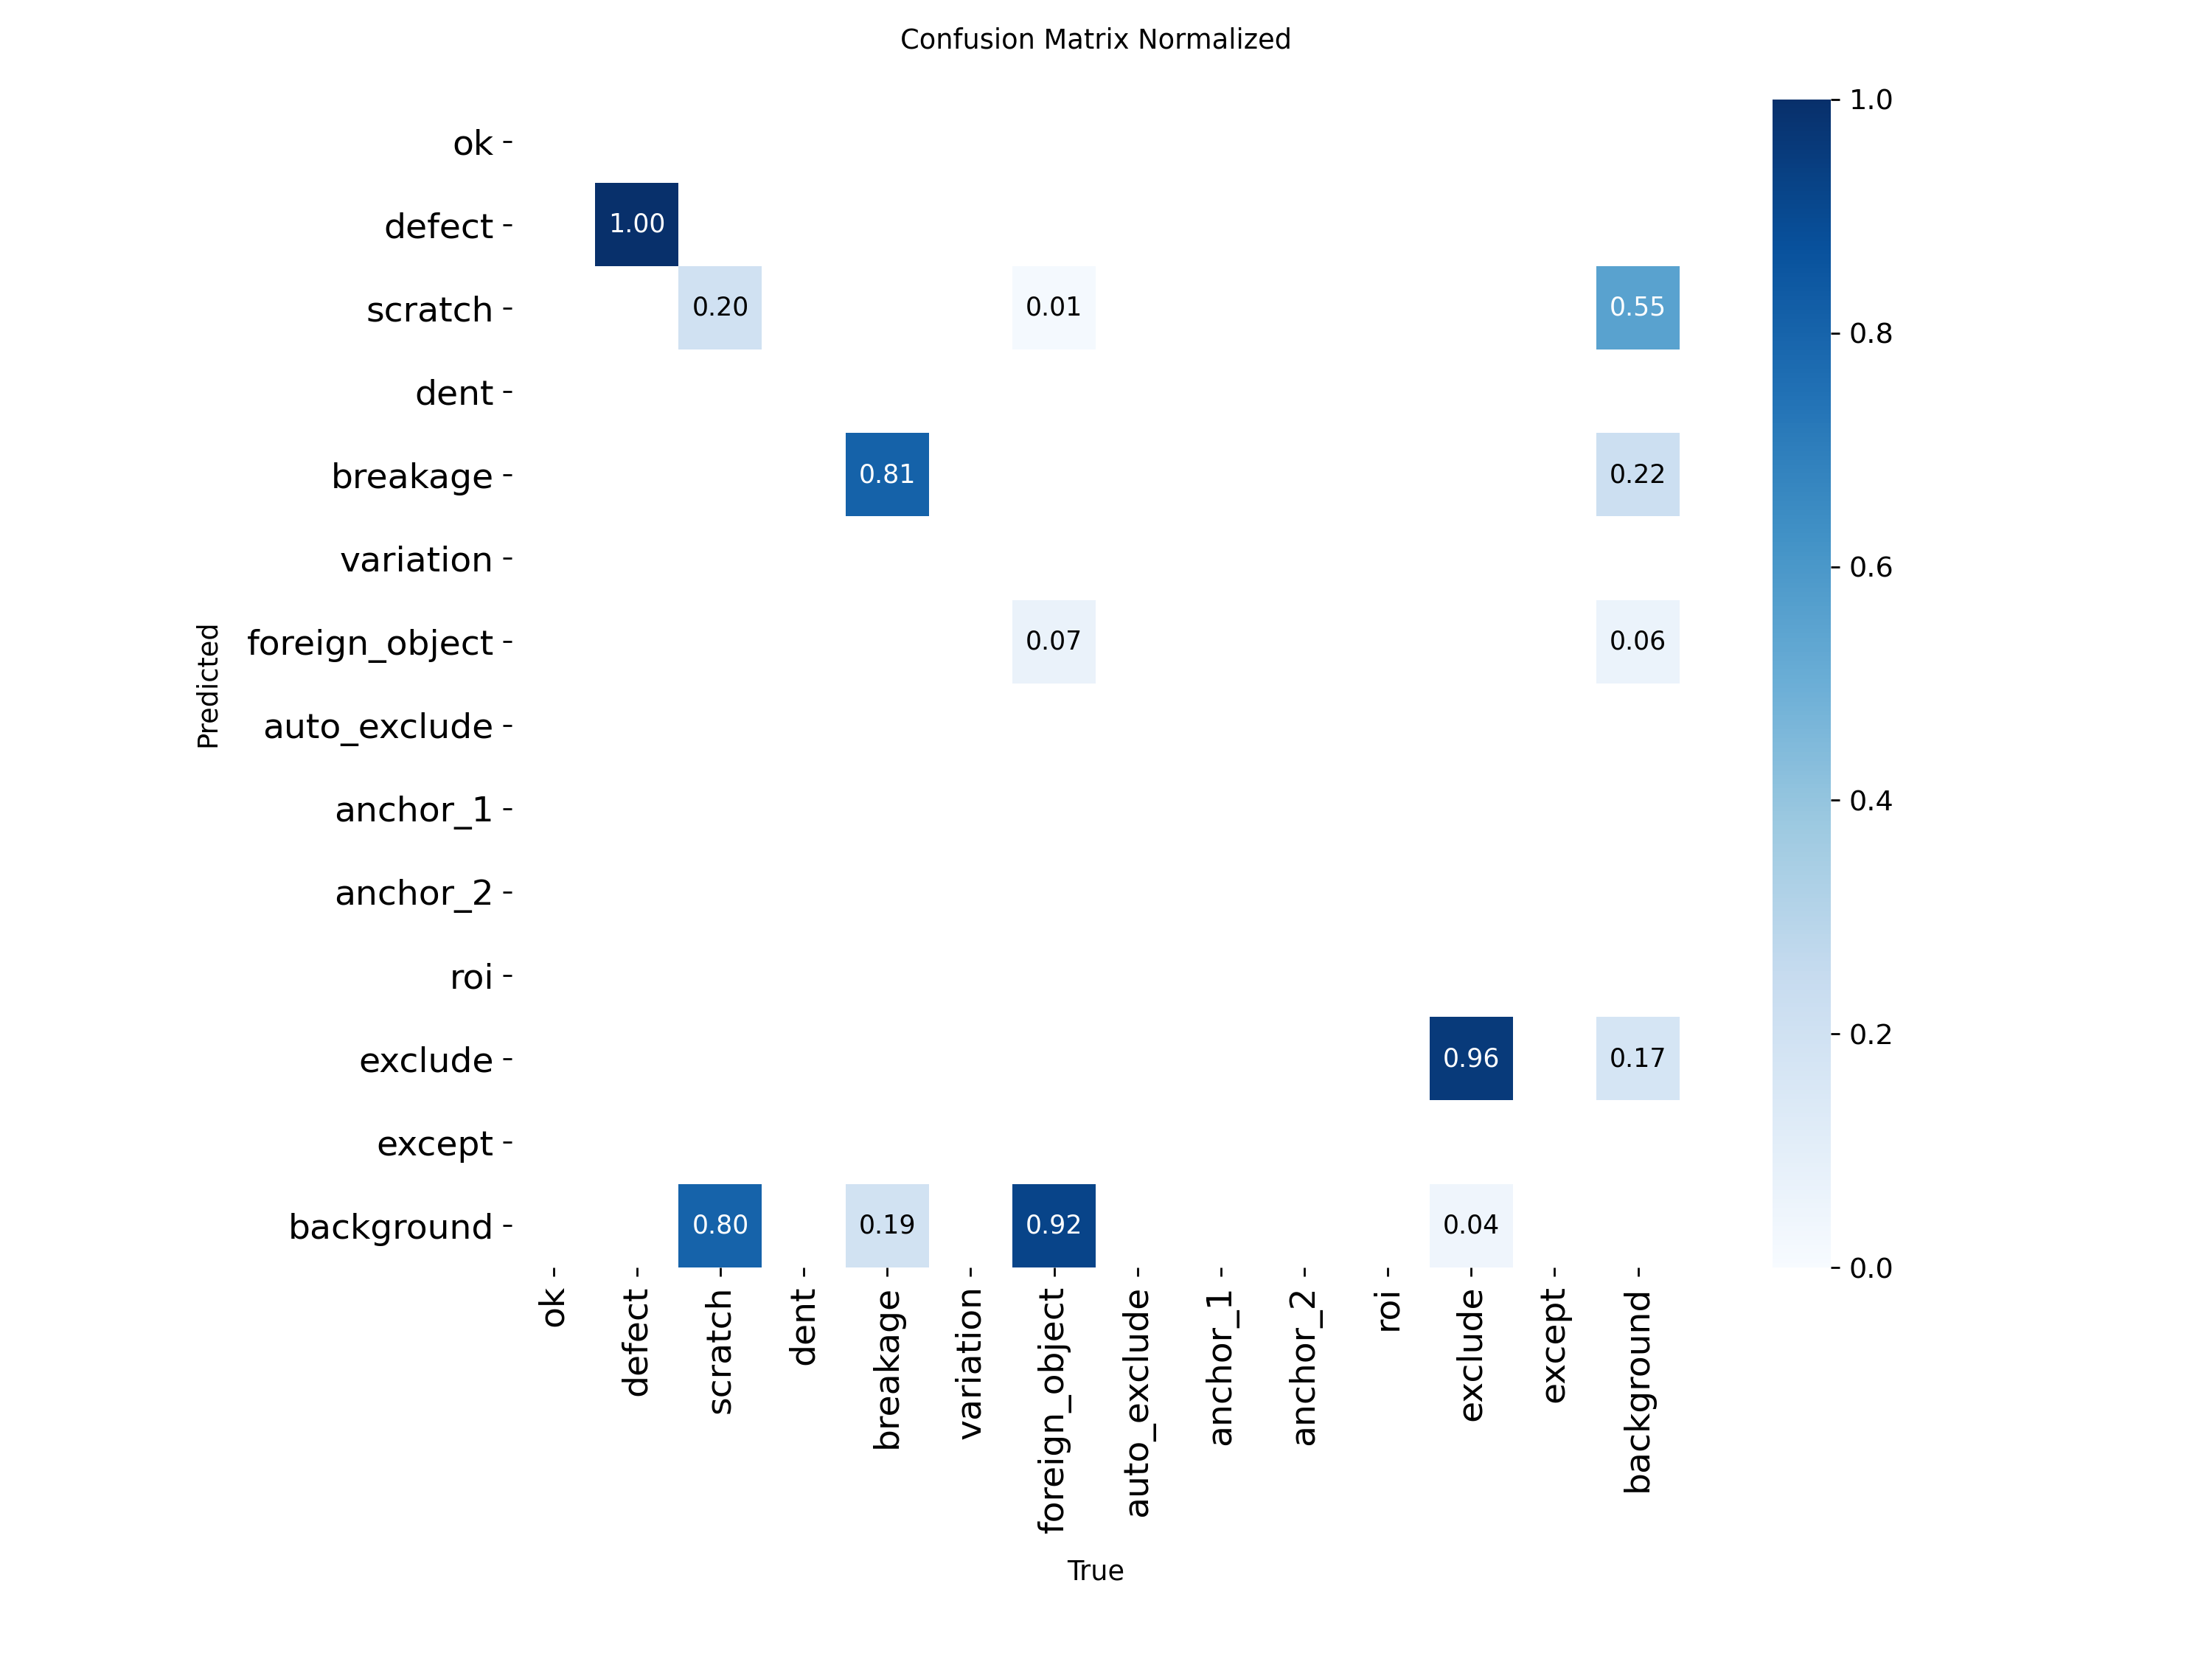 Confusion Matrix Normalized
ok
defect
scratch
dent
breakage
variation
foreign_object
auto_exclude
anchor_1
anchor_2
roi
exclude
except
background
Predicted
1.00
0.20 0.01 0.55
0.81 0.22
0.07 0.06
0.96 0.17
0.80 0.19 0.92 0.04
ok defect scratch dent breakage variation foreign_object auto_exclude anchor_1 anchor_2 roi exclude except background
True
1.0
0.8
0.6
0.4
0.2
0.0